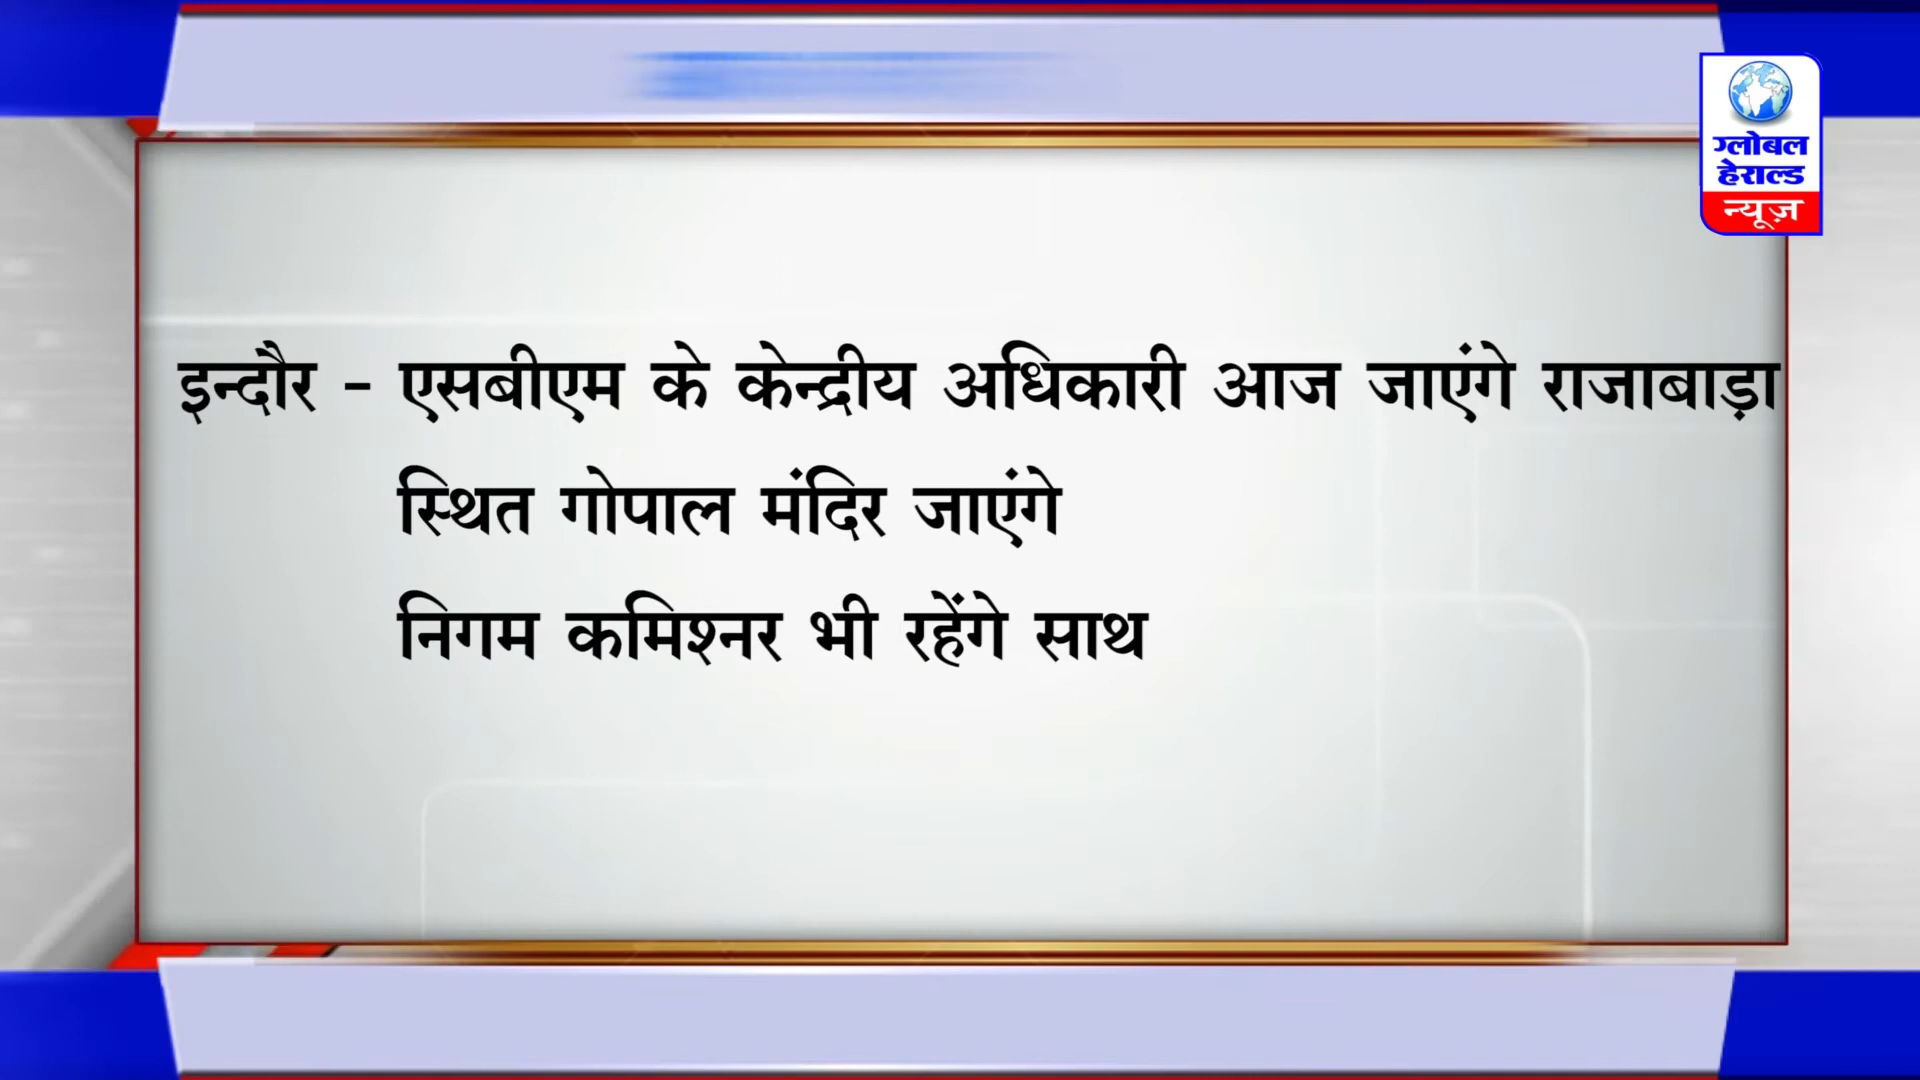 ग्लोबल
हेराल्ड
न्यूज़
इन्दौर - एसबीएम के केन्द्रीय अधिकारी आज जाएंगे राजाबाड़ा
स्थित गोपाल मंदिर जाएंगे
निगम कमिश्नर भी रहेंगे साथ